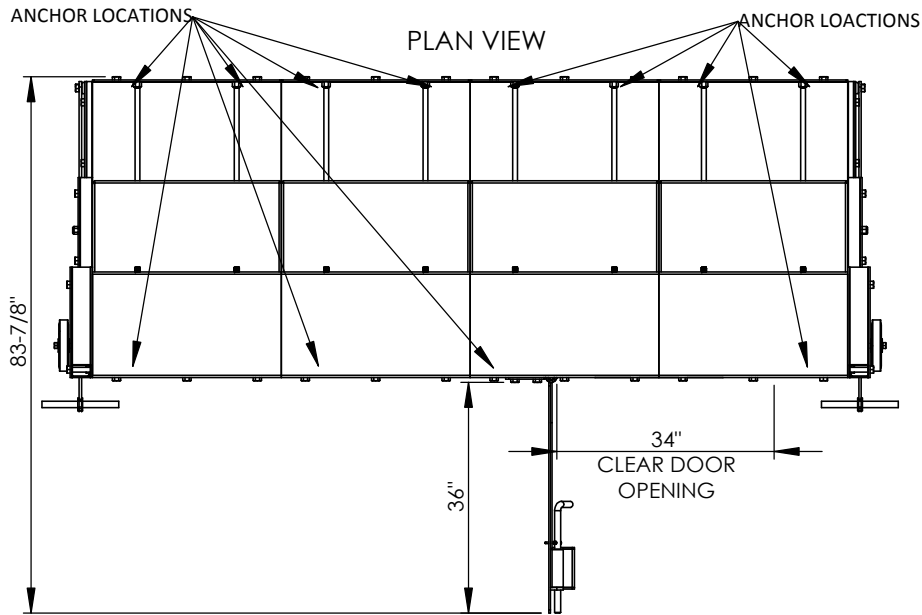 ANCHOR LOCATIONS
ANCHOR LOACTIONS
PLAN VIEW
83-7/8"
36"
34"
CLEAR DOOR
OPENING